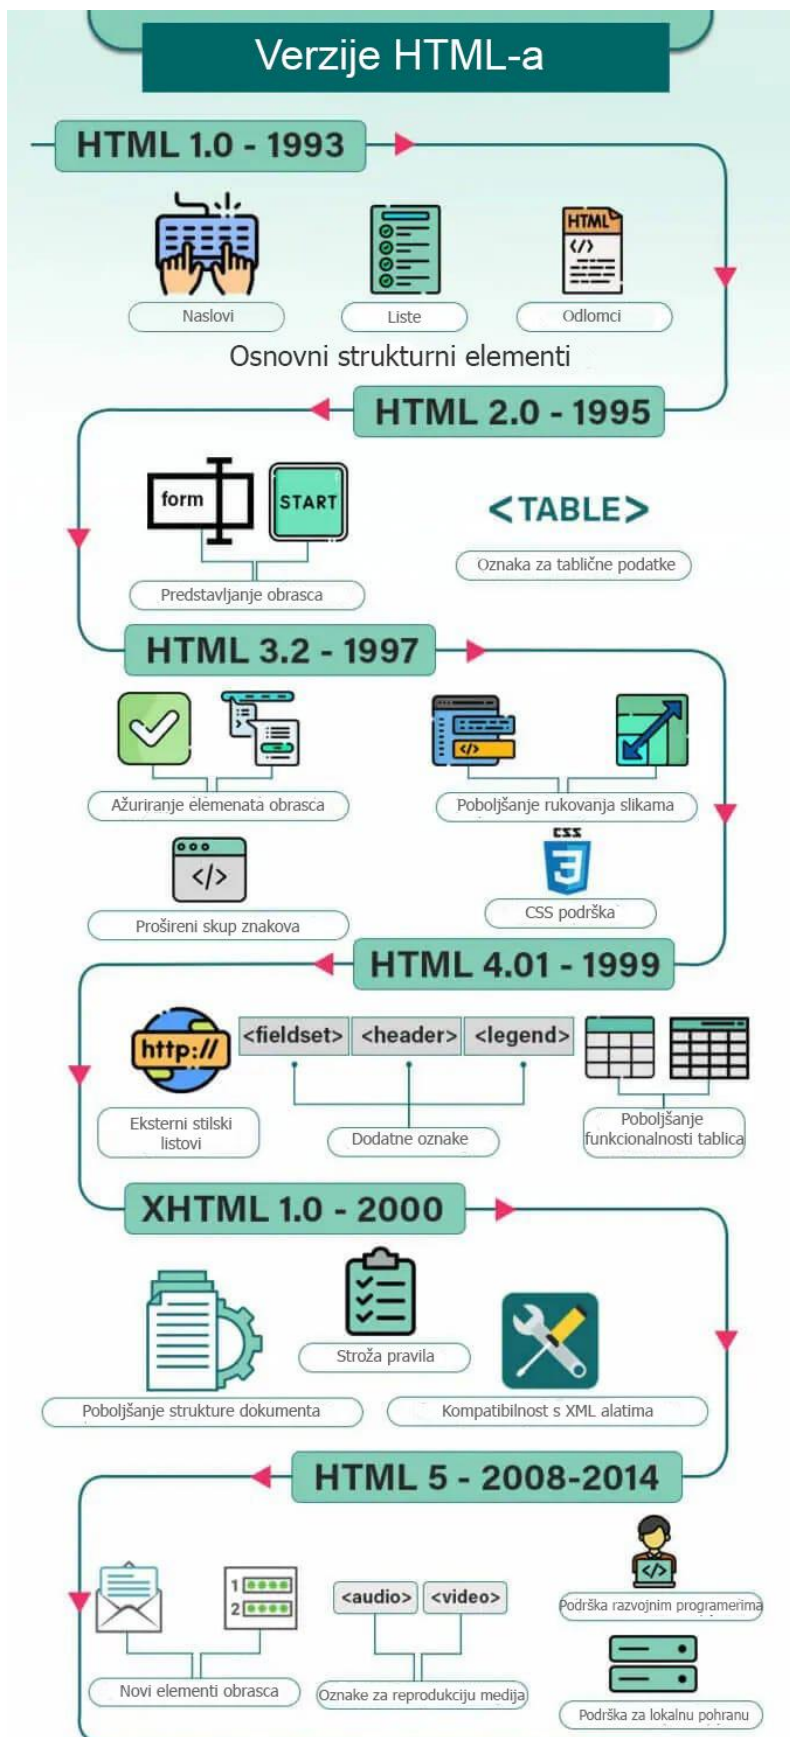 Verzije HTML-a
HTML 1.0 - 1993
HTML
</>
Naslovi
Liste
Odlomci
Osnovni strukturni elementi
HTML 2.0 - 1995
form
START
<TABLE>
Oznaka za tablične podatke
Predstavljanje obrasca
HTML 3.2 - 1997
</>
Ažuriranje elemenata obrasca
Poboljšanje rukovanja slikama
CSS
3
</>
CSS podrška
Prošireni skup znakova
HTML 4.01 - 1999
http://
<fieldset>
<header>
<legend>
Eksterni stilski
listovi
Dodatne oznake
Poboljšanje
funkcionalnosti tablica
XHTML 1.0 - 2000
Stroža pravila
Poboljšanje strukture dokumenta
Kompatibilnost s XML alatima
HTML 5 - 2008-2014
</>
1
2
<audio>
<video>
Podrška razvojnim programerima
Novi elementi obrasca
Oznake za reprodukciju medija
Podrška za lokalnu pohranu